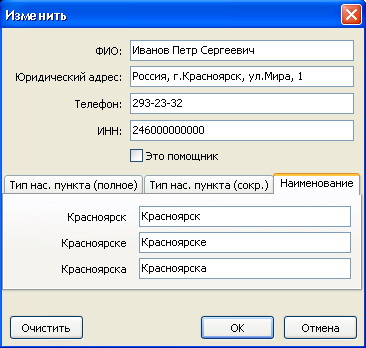 Изменить
ФИО: Иванов Петр Сергеевич
Юридический адрес: Россия, г.Красноярск, ул.Мира, 1
Телефон: 293-23-32
ИНН: 246000000000
Это помощник
Тип нас. пункта (полное) Тип нас. пункта (сокр.) Наименование
Красноярск Красноярск
Красноярске Красноярске
Красноярска Красноярска
Очистить OK Отмена